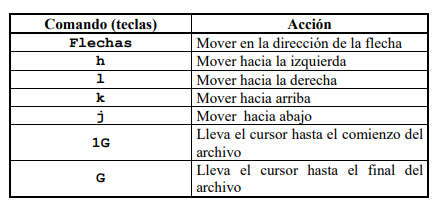 Comando (teclas) Acción
Flechas Mover en la dirección de la flecha
h Mover hacia la izquierda
l Mover hacia la derecha
k Mover hacia arriba
j Mover hacia abajo
1G Lleva el cursor hasta el comienzo del
archivo
G Lleva el cursor hasta el final del
archivo